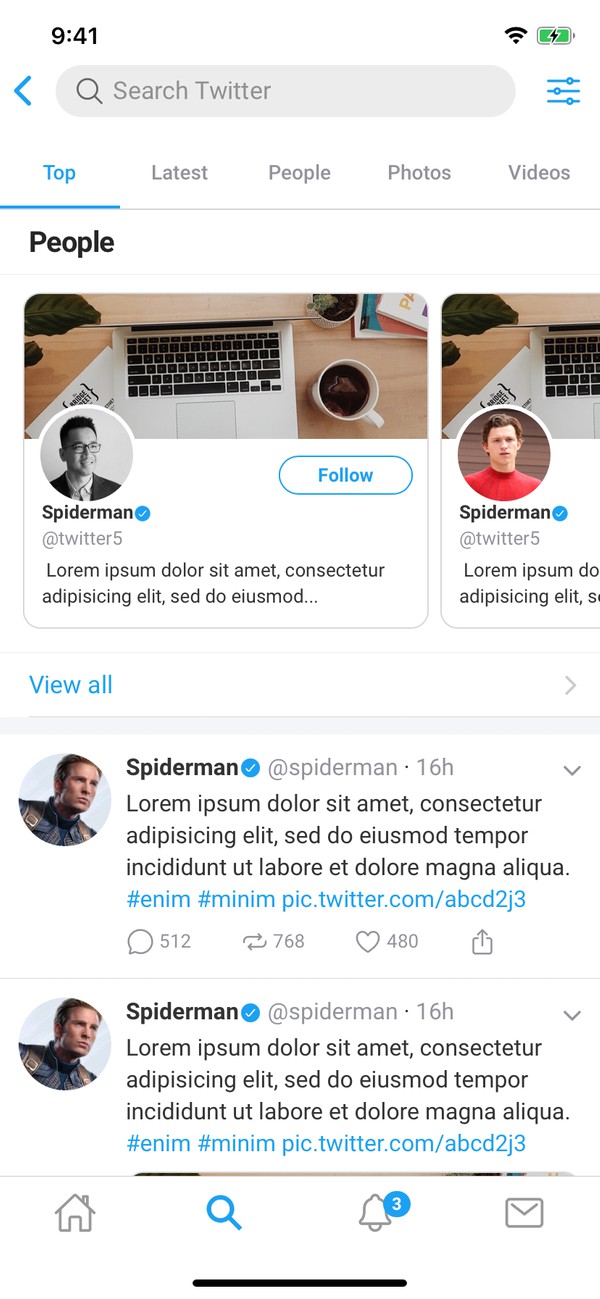 9:41
Search Twitter
Top Latest People Photos Videos
People
Follow
Spiderman
@twitter5
Lorem ipsum dolor sit amet, consectetur
adipisicing elit, sed do eiusmod...
Spiderman
@twitter5
Lorem ipsum do
adipisicing elit, s
View all
Spiderman @spiderman · 16h
Lorem ipsum dolor sit amet, consectetur
adipisicing elit, sed do eiusmod tempor
incididunt ut labore et dolore magna aliqua.
#enim #minim pic.twitter.com/abcd2j3
512 768 480
Spiderman @spiderman · 16h
Lorem ipsum dolor sit amet, consectetur
adipisicing elit, sed do eiusmod tempor
incididunt ut labore et dolore magna aliqua.
#enim #minim pic.twitter.com/abcd2j3
3